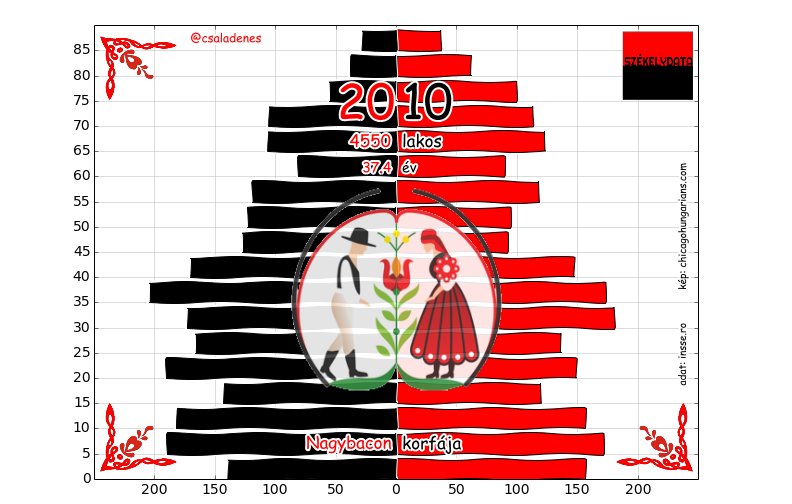 @csaladenes
SZÉKELYDATA
2010
4550 lakos
37.4 év
Nagybacon korfája
kép: chicagohungarians.com
adat: insse.ro
85
80
75
70
65
60
55
50
45
40
35
30
25
20
15
10
5
0
200 150 100 50 0 50 100 150 200